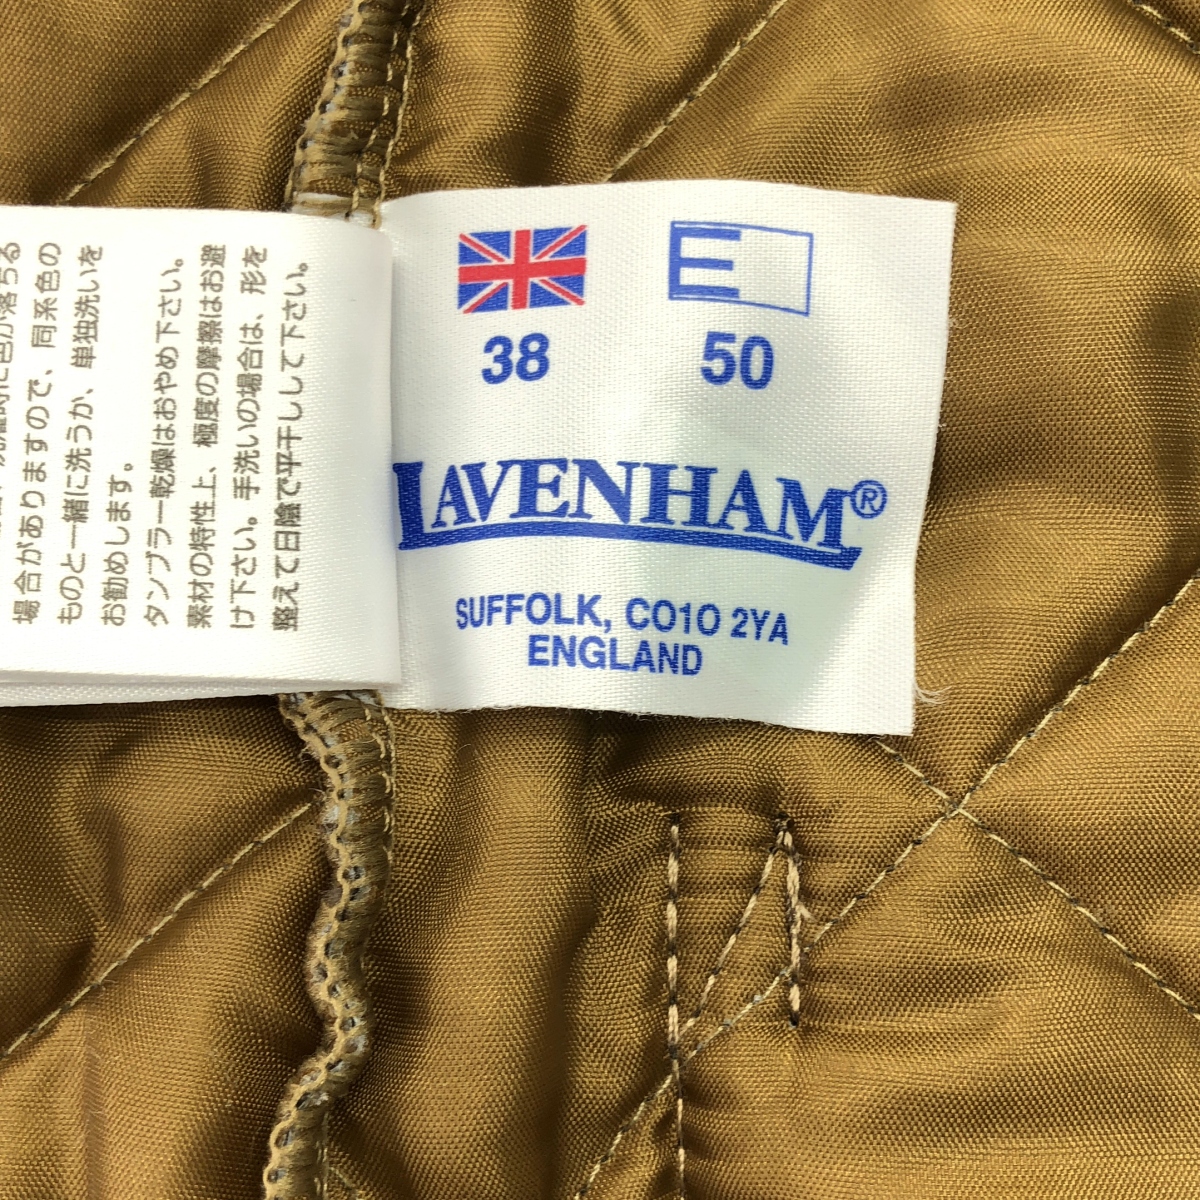 E
38
50
LAVENHAM®
SUFFOLK, CO10 2YA
ENGLAND
場合がありますので、同系色の
ものと一緒に洗うか、単独洗いを
お勧めします。
タンブラー乾燥はおやめ下さい。
素材の特性上、極度の摩擦はお避
け下さい。手洗いの場合は、形を
整えて日陰で平干しして下さい。